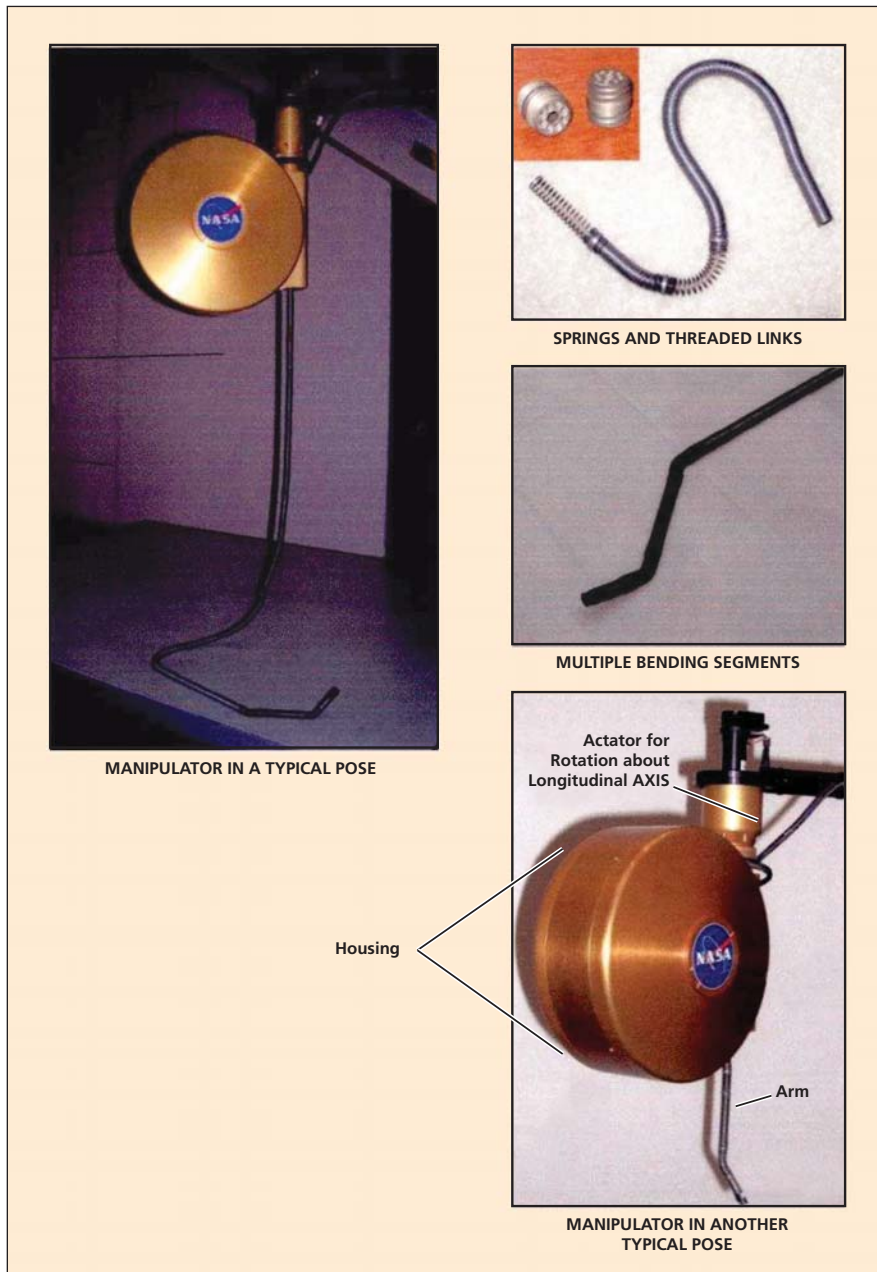 NASA
MANIPULATOR IN A TYPICAL POSE
SPRINGS AND THREADED LINKS
MULTIPLE BENDING SEGMENTS
Actator for
Rotation about
Longitudinal AXIS
Housing
NASA
Arm
MANIPULATOR IN ANOTHER
TYPICAL POSE